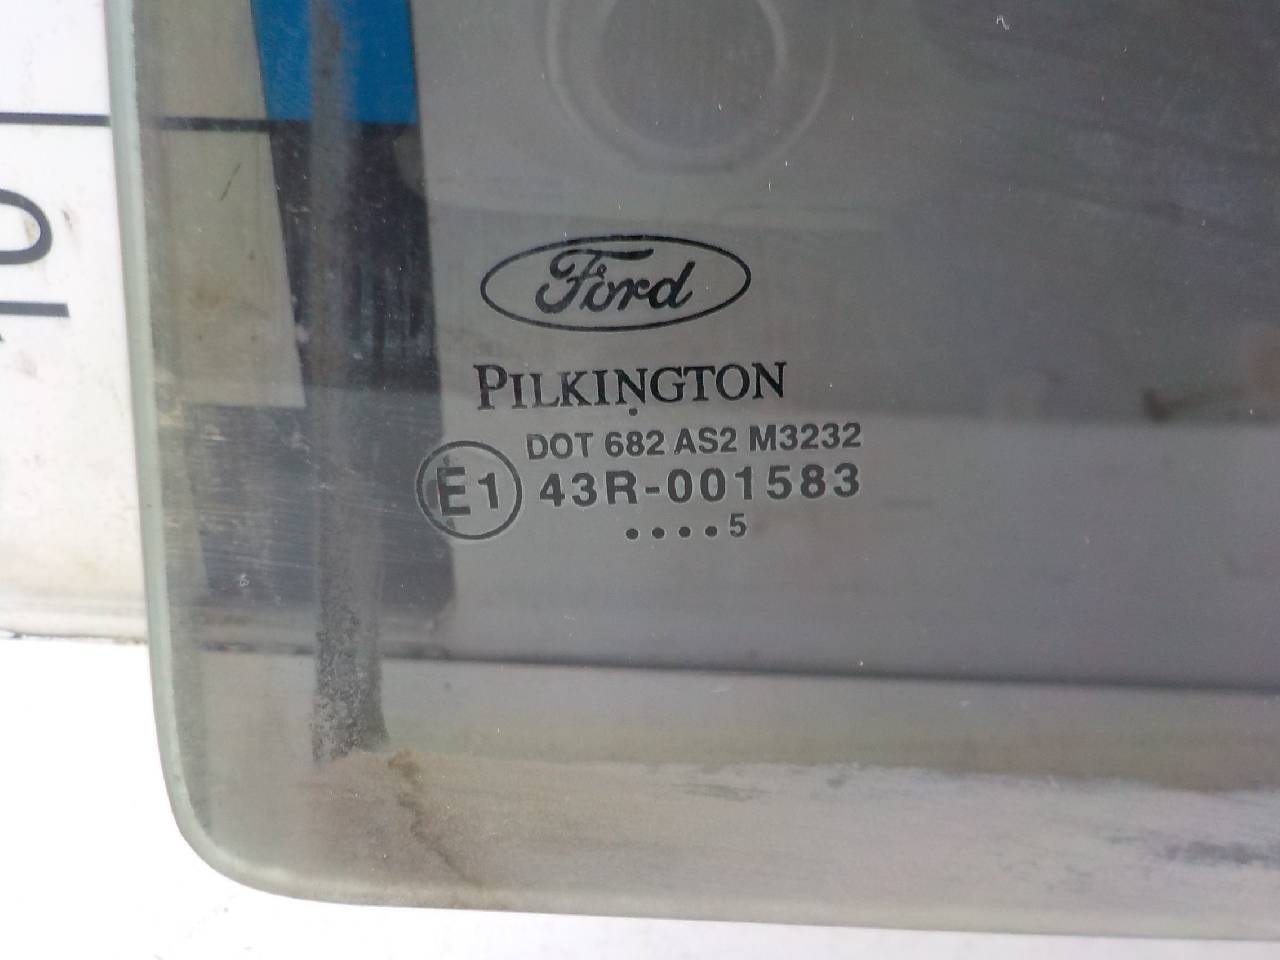 Ford
PILKINGTON
DOT 682 AS2 M3232
E1 43R-001583
....5